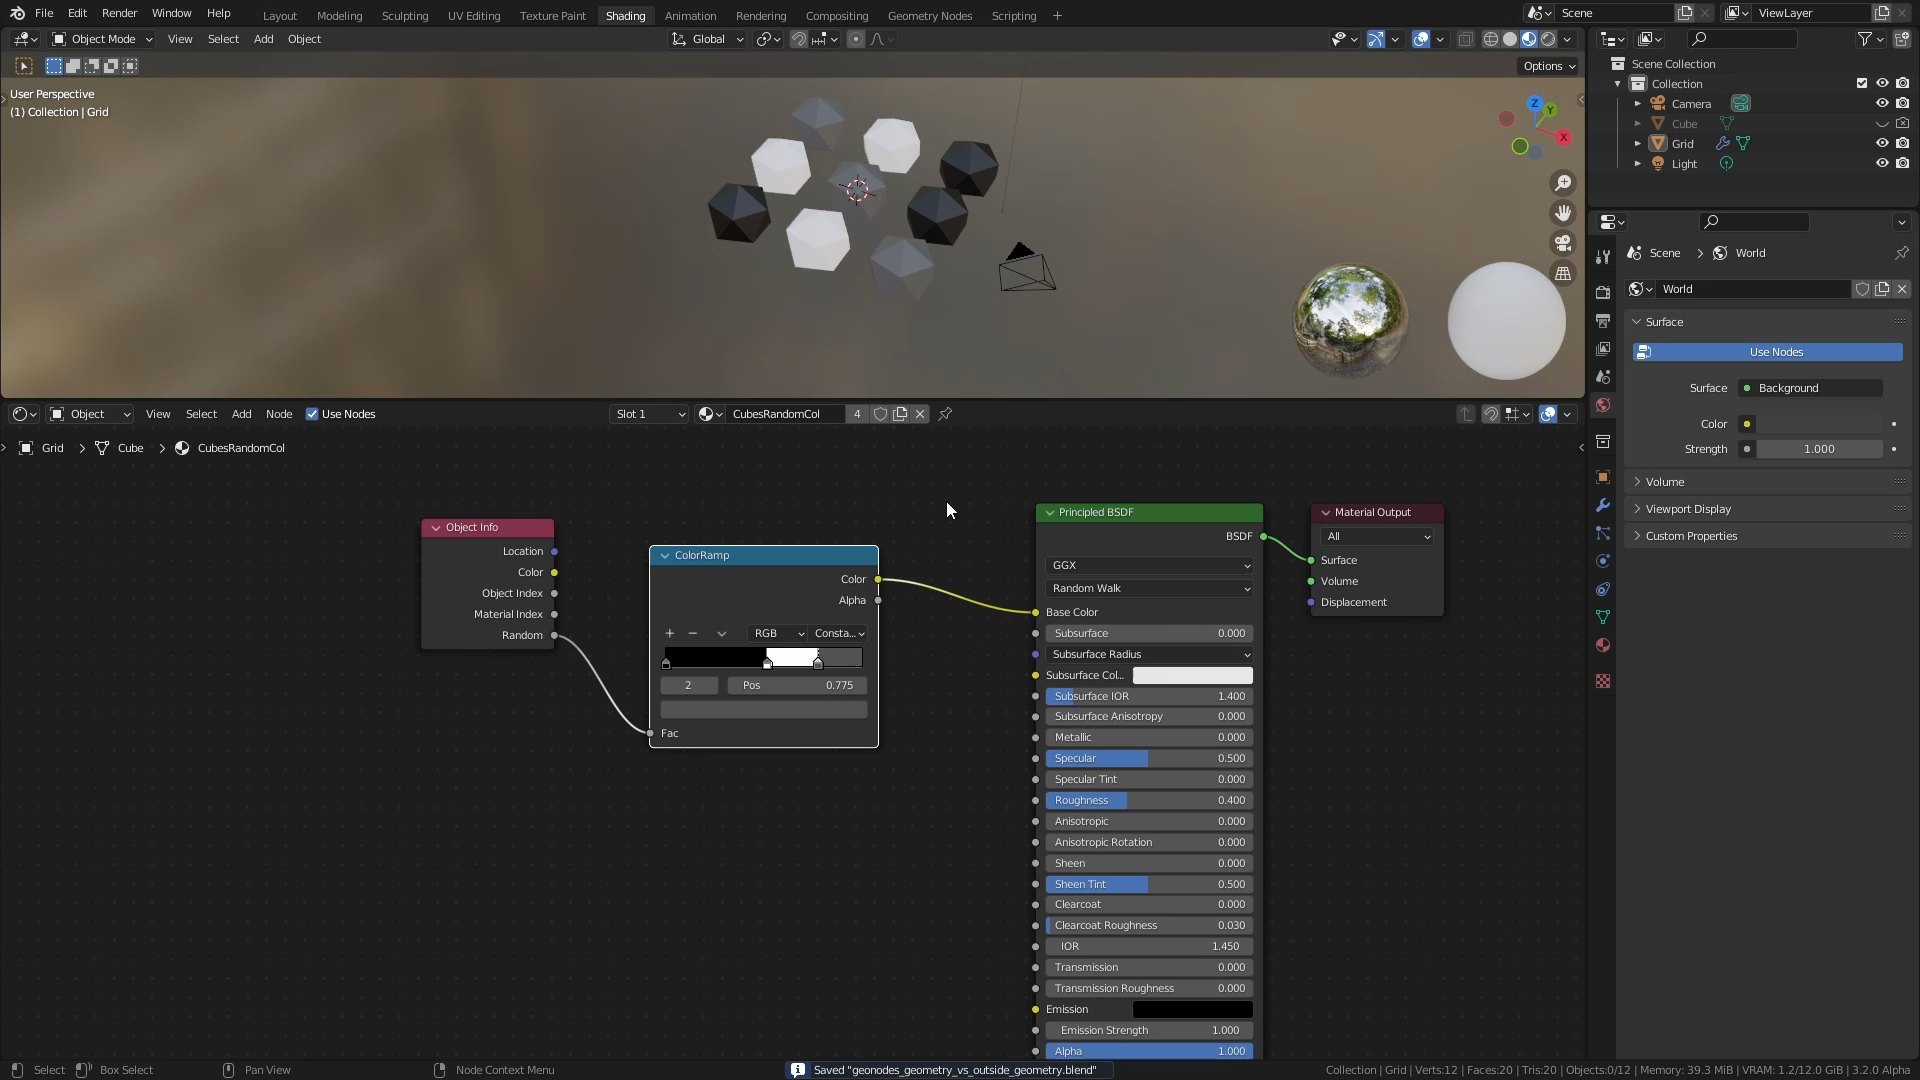 File Edit Render Window Help Layout Modeling Sculpting UV Editing Texture Paint Shading Animation Rendering Compositing Geometry Nodes Scripting + Scene ViewLayer
Object Mode View Select Add Object Global
Options
User Perspective
(1) Collection | Grid
Z
Y
X
Scene Collection
Collection
Camera
Cube
Grid
Light
Scene > World
World
Surface
Use Nodes
Surface Background
Color
Strength 1.000
Volume
Viewport Display
Custom Properties
Object View Select Add Node Use Nodes Slot 1 CubesRandomCol 4
Grid > Cube > CubesRandomCol
Object Info
Location
Color
Object Index
Material Index
Random
ColorRamp
Color
Alpha
+ − RGB Consta...
2 Pos 0.775
Fac
Principled BSDF
BSDF
GGX
Random Walk
Base Color
Subsurface 0.000
Subsurface Radius
Subsurface Col...
Subsurface IOR 1.400
Subsurface Anisotropy 0.000
Metallic 0.000
Specular 0.500
Specular Tint 0.000
Roughness 0.400
Anisotropic 0.000
Anisotropic Rotation 0.000
Sheen 0.000
Sheen Tint 0.500
Clearcoat 0.000
Clearcoat Roughness 0.030
IOR 1.450
Transmission 0.000
Transmission Roughness 0.000
Emission
Emission Strength 1.000
Alpha 1.000
Material Output
All
Surface
Volume
Displacement
Select Box Select Pan View Node Context Menu Saved "geonodes_geometry_vs_outside_geometry.blend" Collection | Grid | Verts:12 | Faces:20 | Tris:20 | Objects:0/12 | Memory: 39.3 MiB | VRAM: 1.2/12.0 GiB | 3.2.0 Alpha